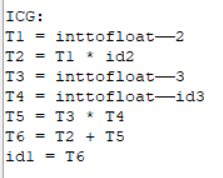 ICG:
T1 = inttofloat——2
T2 = T1 * id2
T3 = inttofloat——3
T4 = inttofloat——id3
T5 = T3 * T4
T6 = T2 + T5
id1 = T6